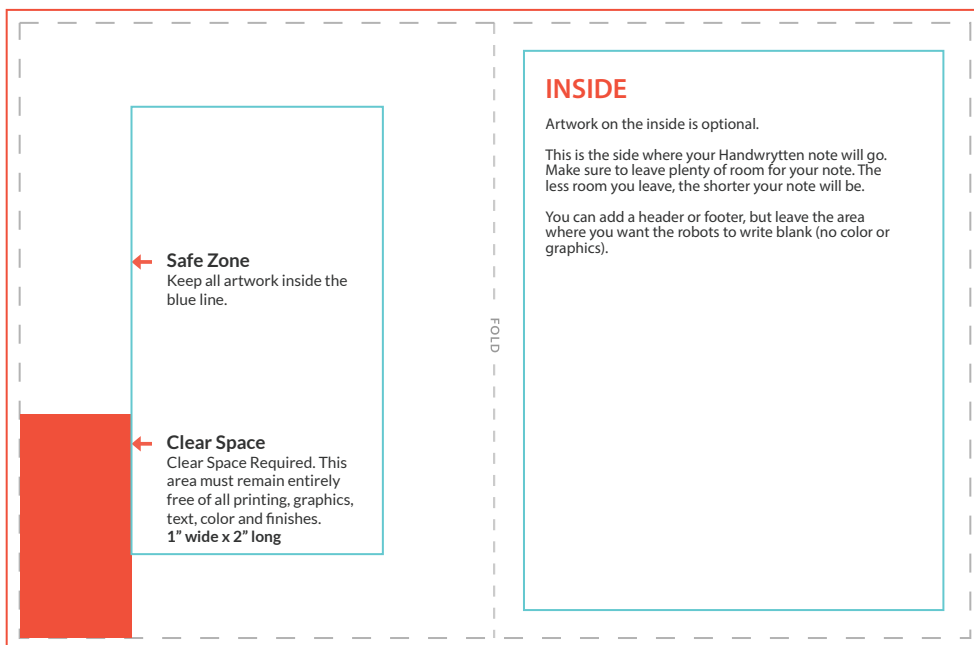 Safe Zone
Keep all artwork inside the
blue line.
Clear Space
Clear Space Required. This
area must remain entirely
free of all printing, graphics,
text, color and finishes.
1” wide x 2” long
FOLD
INSIDE
Artwork on the inside is optional.
This is the side where your Handwrytten note will go.
Make sure to leave plenty of room for your note. The
less room you leave, the shorter your note will be.
You can add a header or footer, but leave the area
where you want the robots to write blank (no color or
graphics).